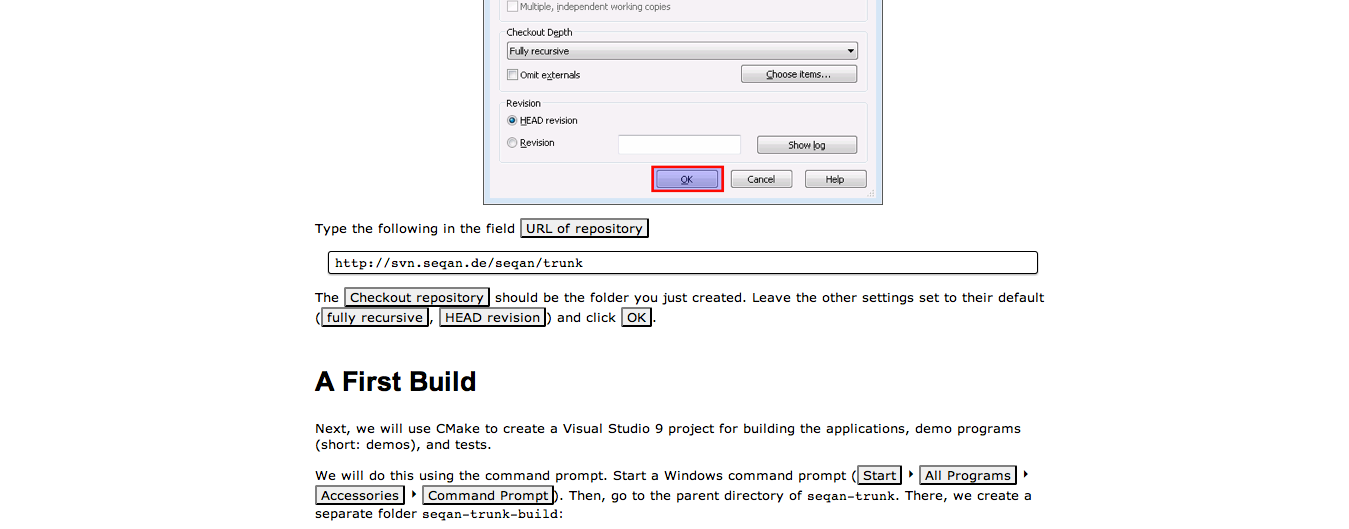 Multiple, independent working copies
Checkout Depth
Fully recursive
Omit externals
Choose items...
Revision
HEAD revision
Revision
Show log
OK
Cancel
Help
Type the following in the field URL of repository
http://svn.seqan.de/seqan/trunk
The Checkout repository should be the folder you just created. Leave the other settings set to their default
(fully recursive, HEAD revision) and click OK.
A First Build
Next, we will use CMake to create a Visual Studio 9 project for building the applications, demo programs
(short: demos), and tests.
We will do this using the command prompt. Start a Windows command prompt (Start ‣ All Programs ‣
Accessories ‣ Command Prompt). Then, go to the parent directory of seqan-trunk. There, we create a
separate folder seqan-trunk-build: